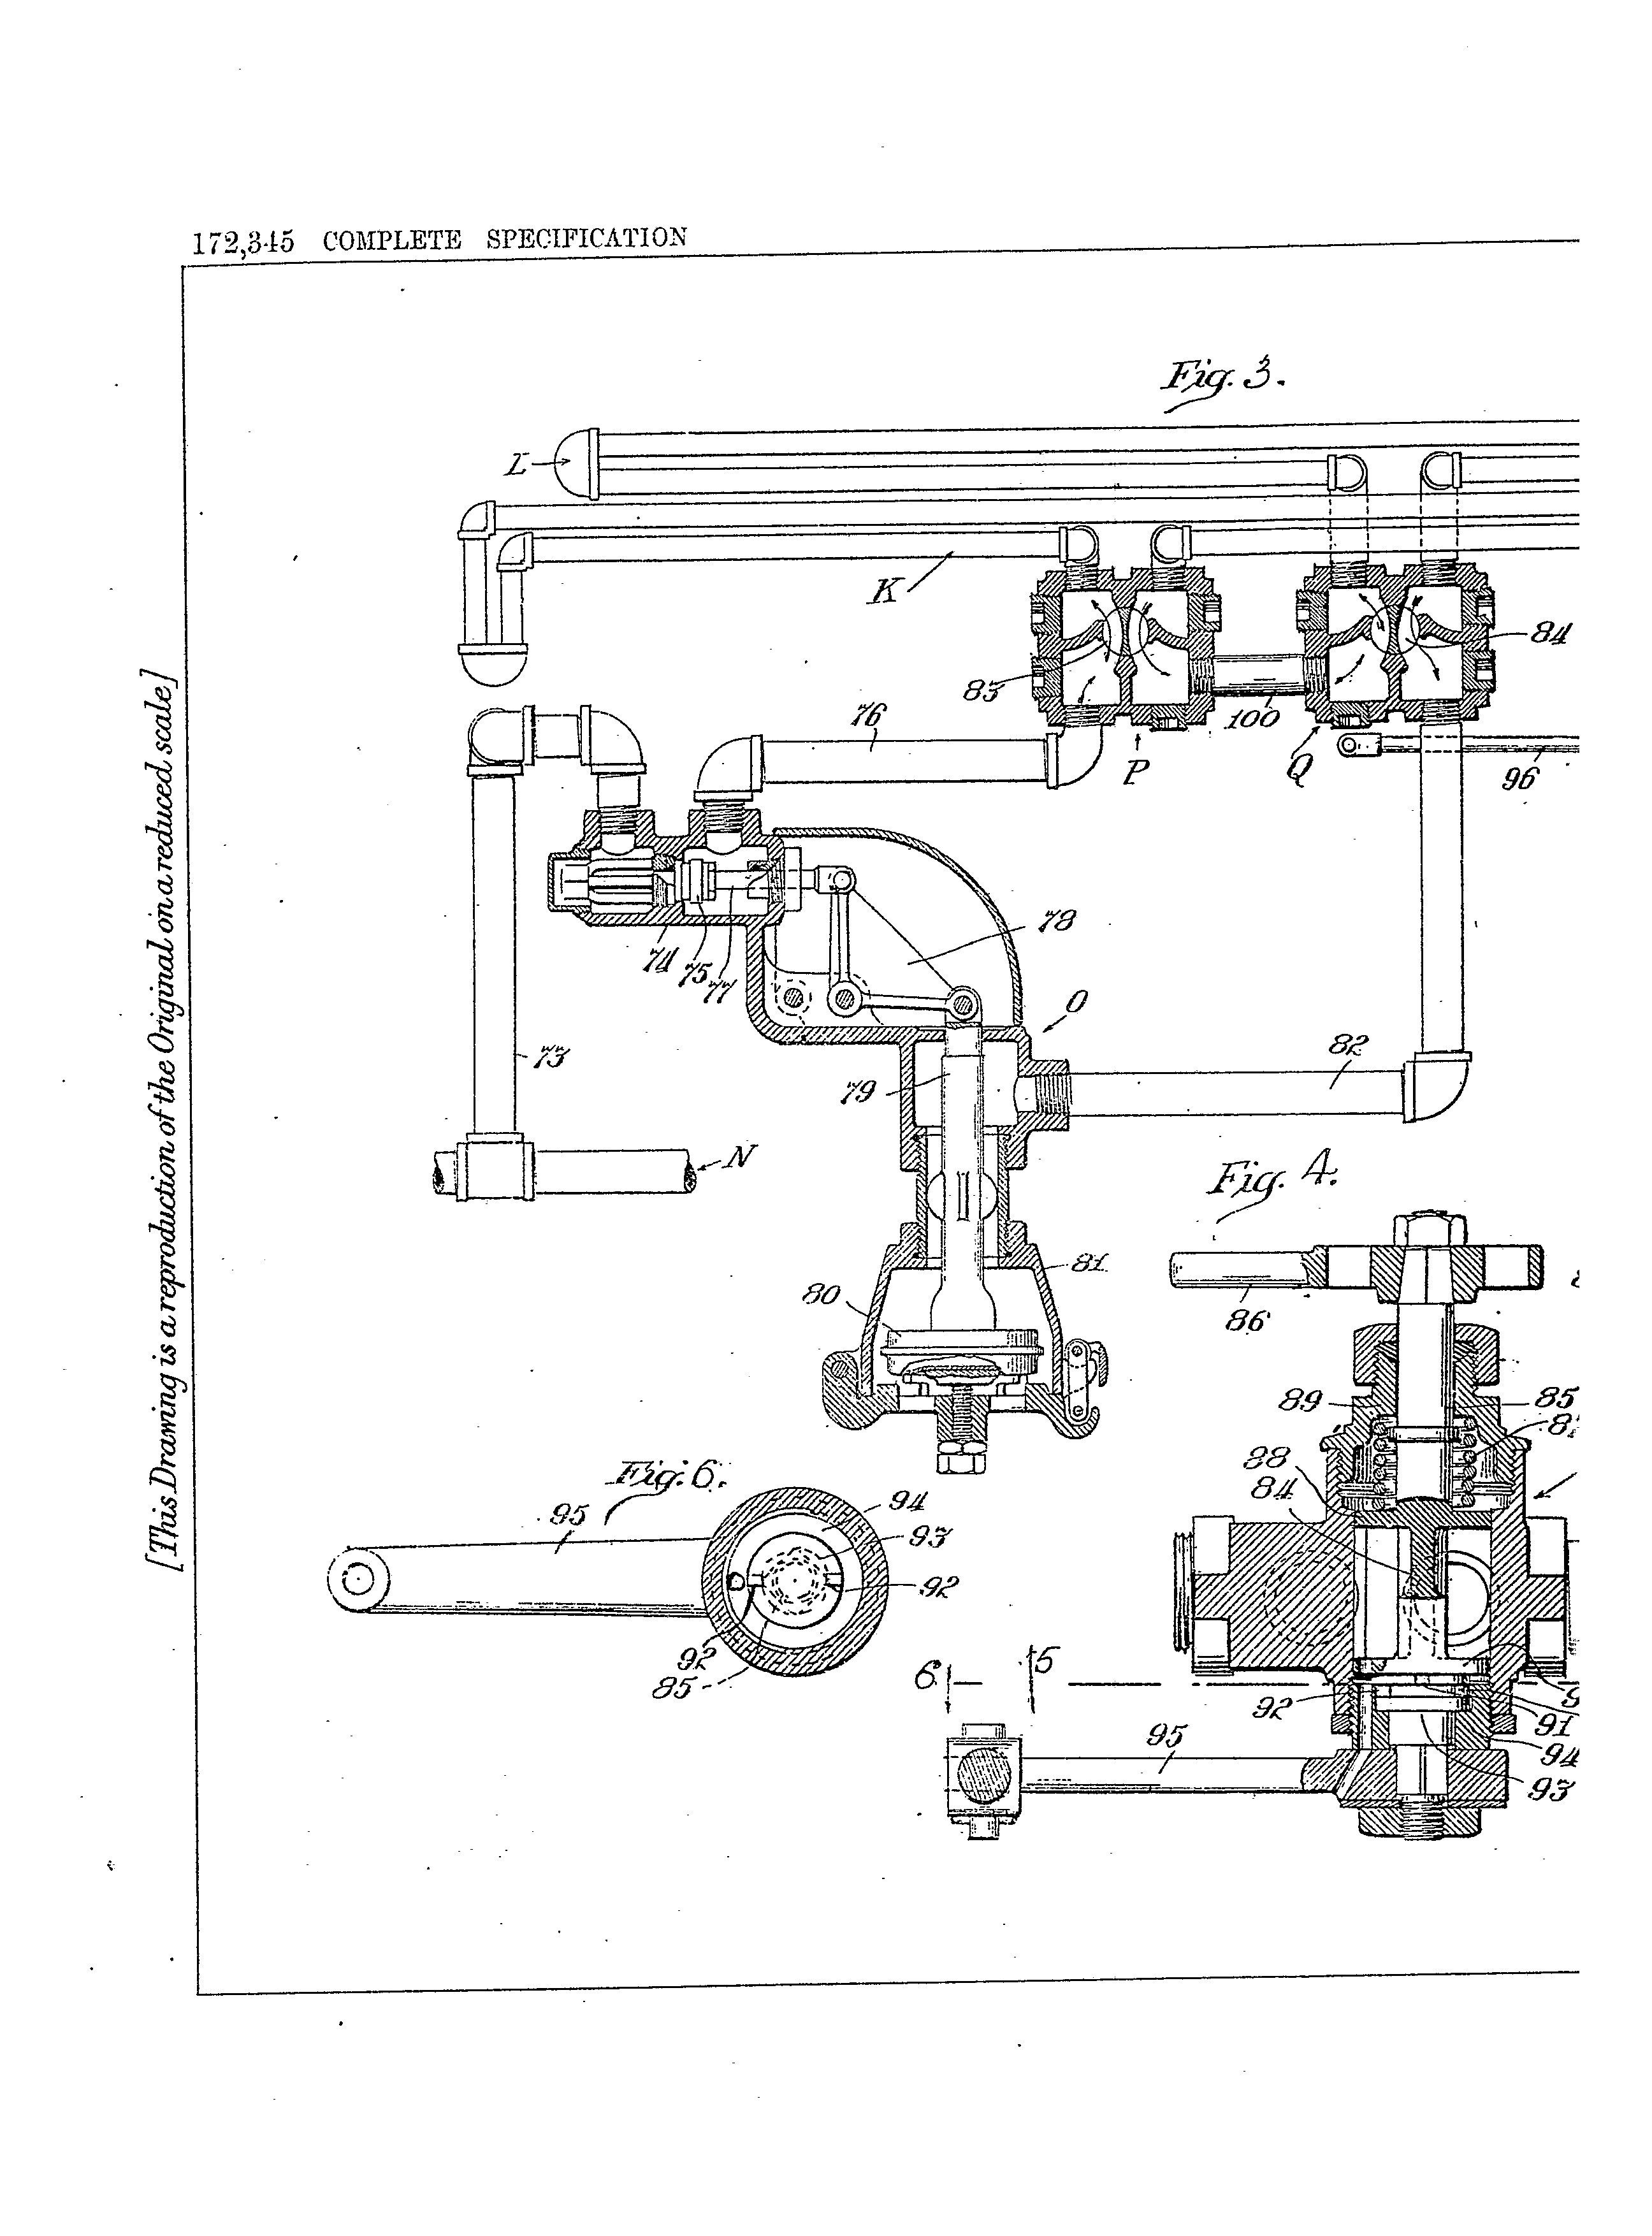 172,345 COMPLETE SPECIFICATION
[This Drawing is a reproduction of the Original on a reduced scale]
Fig. 3.
L
K
83
84
100
76
P
Q
96
74
75
77
78
O
73
79
82
N
81
80
Fig. 4.
86
89
85
88
84
92
91
94
93
95
6
5
Fig. 6.
95
94
93
92
92
85